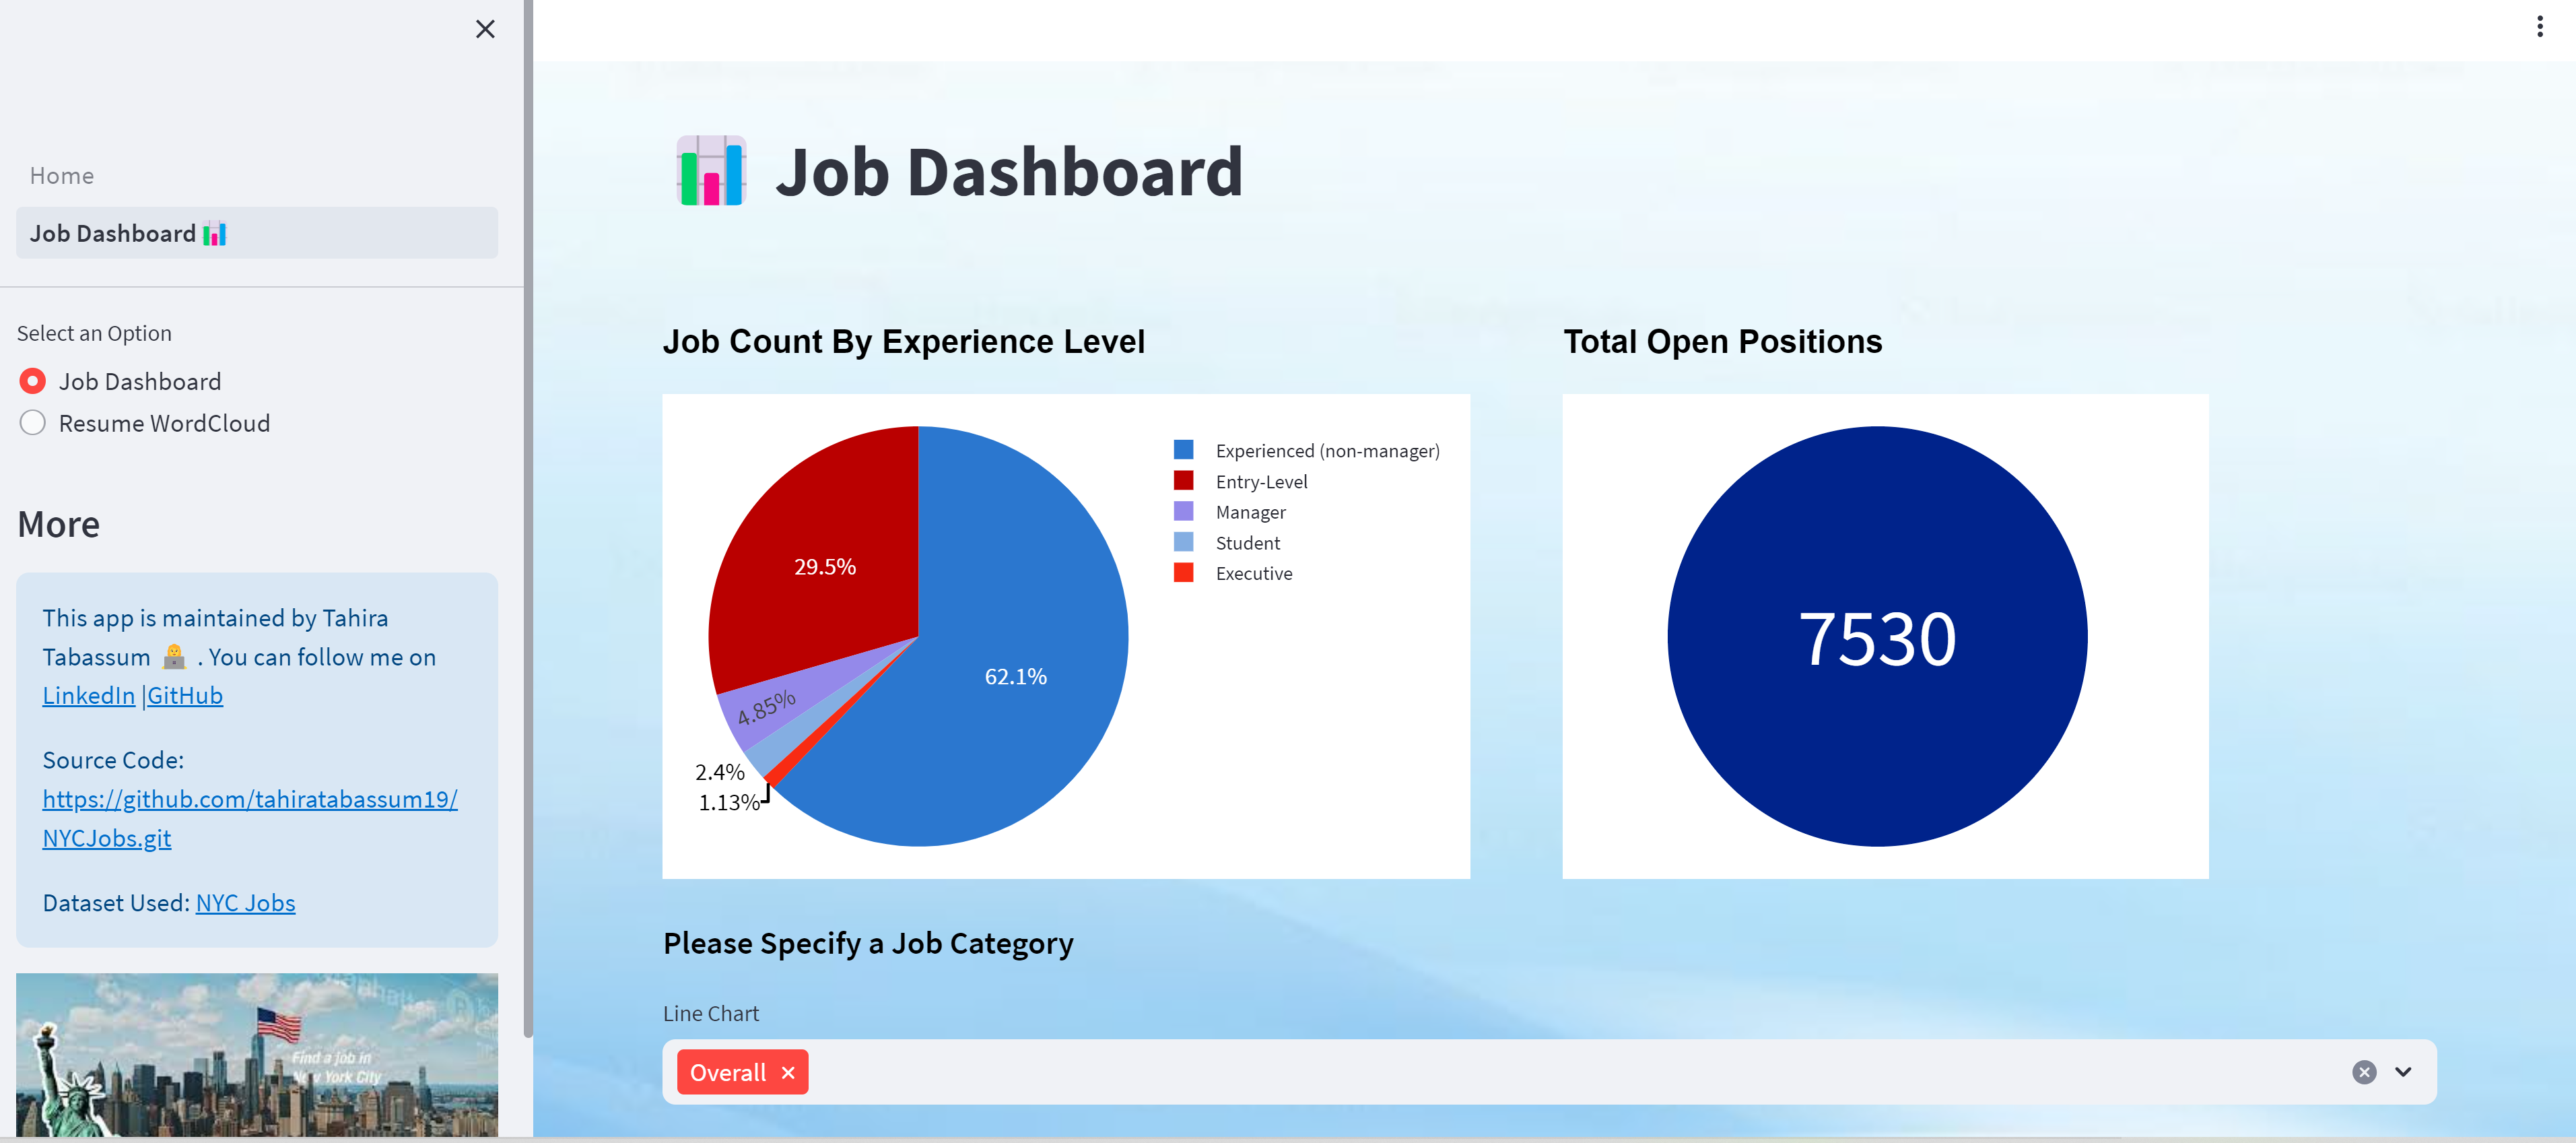 Home
Job Dashboard
Select an Option
Job Dashboard
Resume WordCloud
More
This app is maintained by Tahira
Tabassum . You can follow me on
LinkedIn |GitHub
Source Code:
https://github.com/tahiratabassum19/
NYCJobs.git
Dataset Used: NYC Jobs
Find a job in
New York City
Job Dashboard
Job Count By Experience Level
29.5%
62.1%
4.85%
2.4%
1.13%
Experienced (non-manager)
Entry-Level
Manager
Student
Executive
Total Open Positions
7530
Please Specify a Job Category
Line Chart
Overall